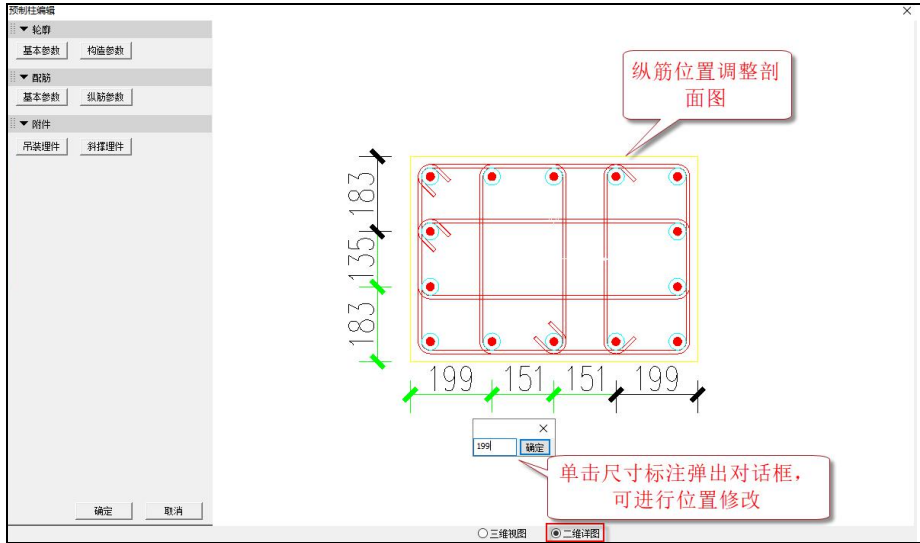 预制柱编辑
轮廓
基本参数 构造参数
配筋
基本参数 纵筋参数
附件
吊装埋件 斜撑埋件
纵筋位置调整剖
面图
183
135
183
199 151 151 199
199 确定
单击尺寸标注弹出对话框，
可进行位置修改
确定 取消
三维视图 二维详图